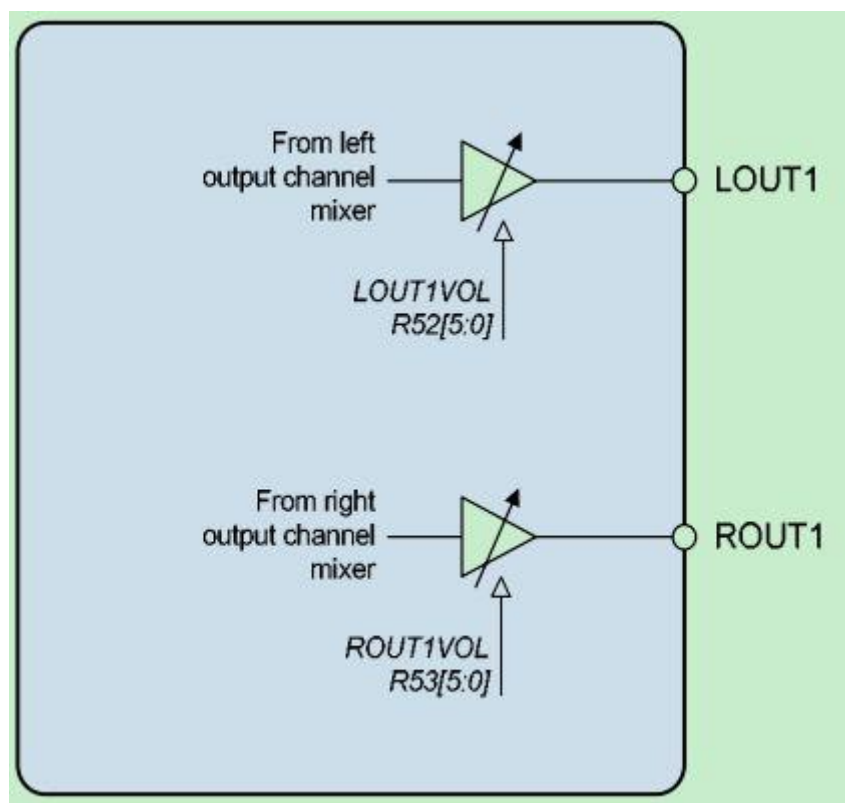 From left
output channel
mixer
LOUT1
LOUT1VOL
R52[5:0]
From right
output channel
mixer
ROUT1
ROUT1VOL
R53[5:0]